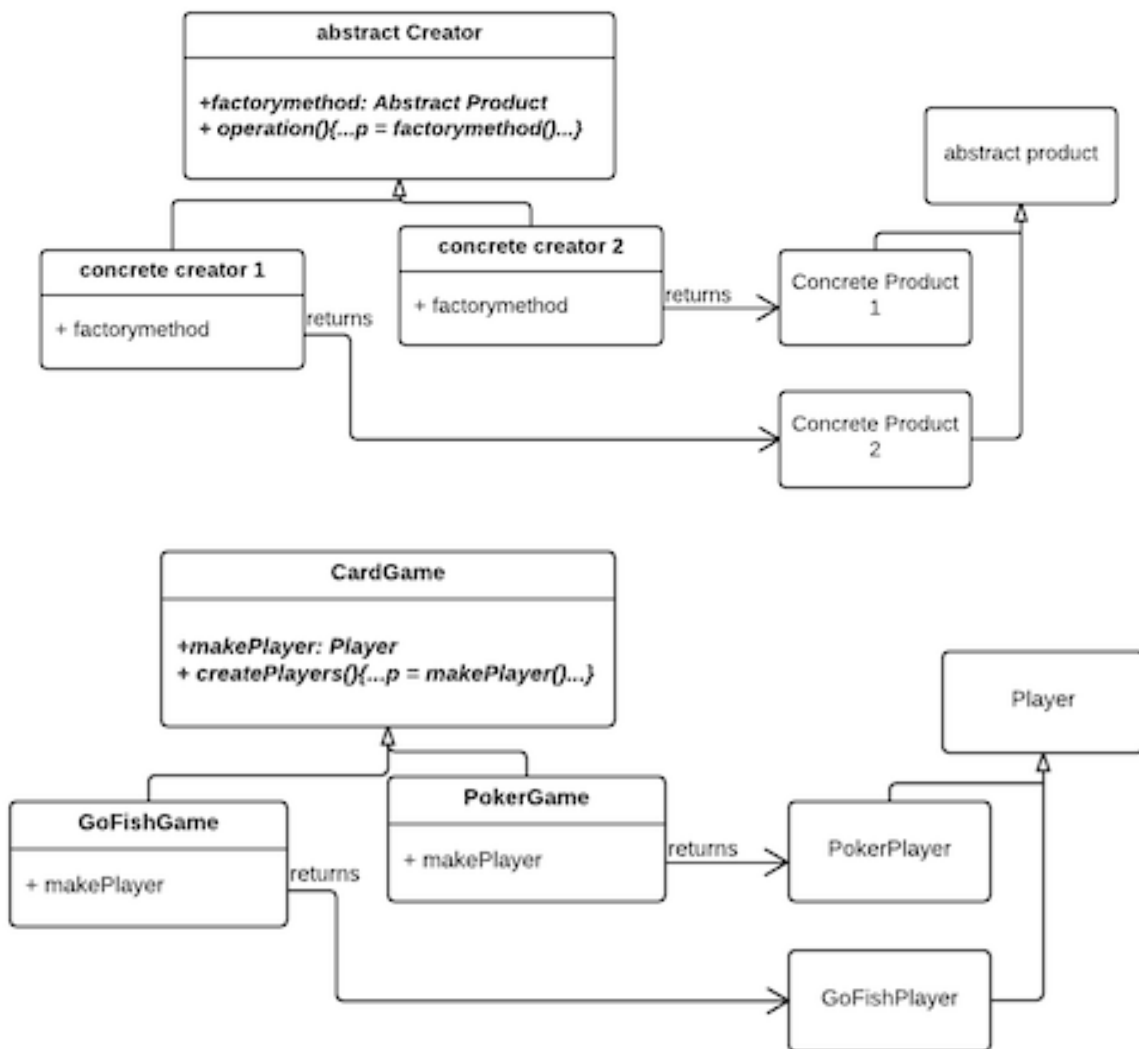 abstract Creator
+factorymethod: Abstract Product
+ operation(){...p = factorymethod()...}
abstract product
concrete creator 1
+ factorymethod
returns
concrete creator 2
+ factorymethod
returns
Concrete Product
1
Concrete Product
2
CardGame
+makePlayer: Player
+ createPlayers(){...p = makePlayer()...}
Player
GoFishGame
+ makePlayer
returns
PokerGame
+ makePlayer
returns
PokerPlayer
GoFishPlayer